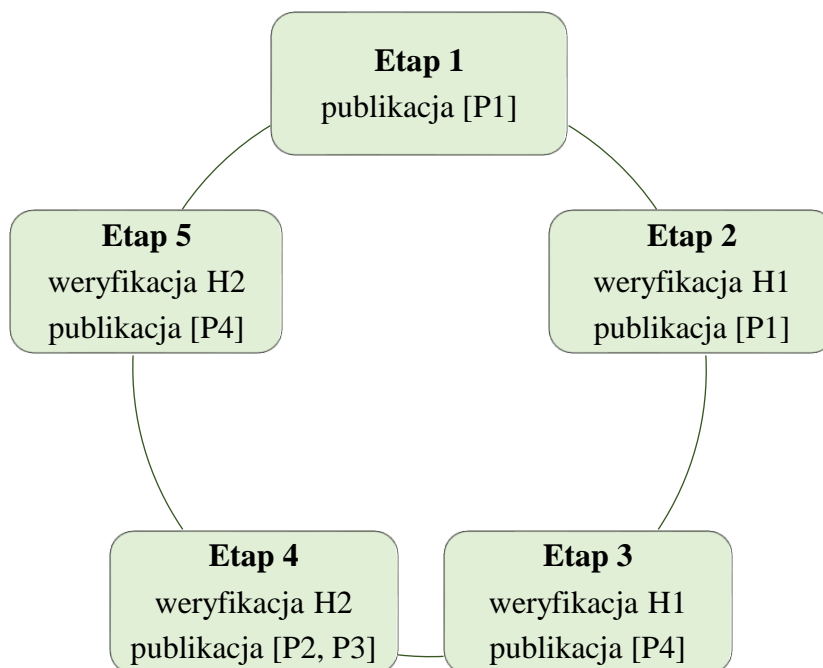 Etap 1
publikacja [P1]
Etap 2
weryfikacja H1
publikacja [P1]
Etap 3
weryfikacja H1
publikacja [P4]
Etap 4
weryfikacja H2
publikacja [P2, P3]
Etap 5
weryfikacja H2
publikacja [P4]